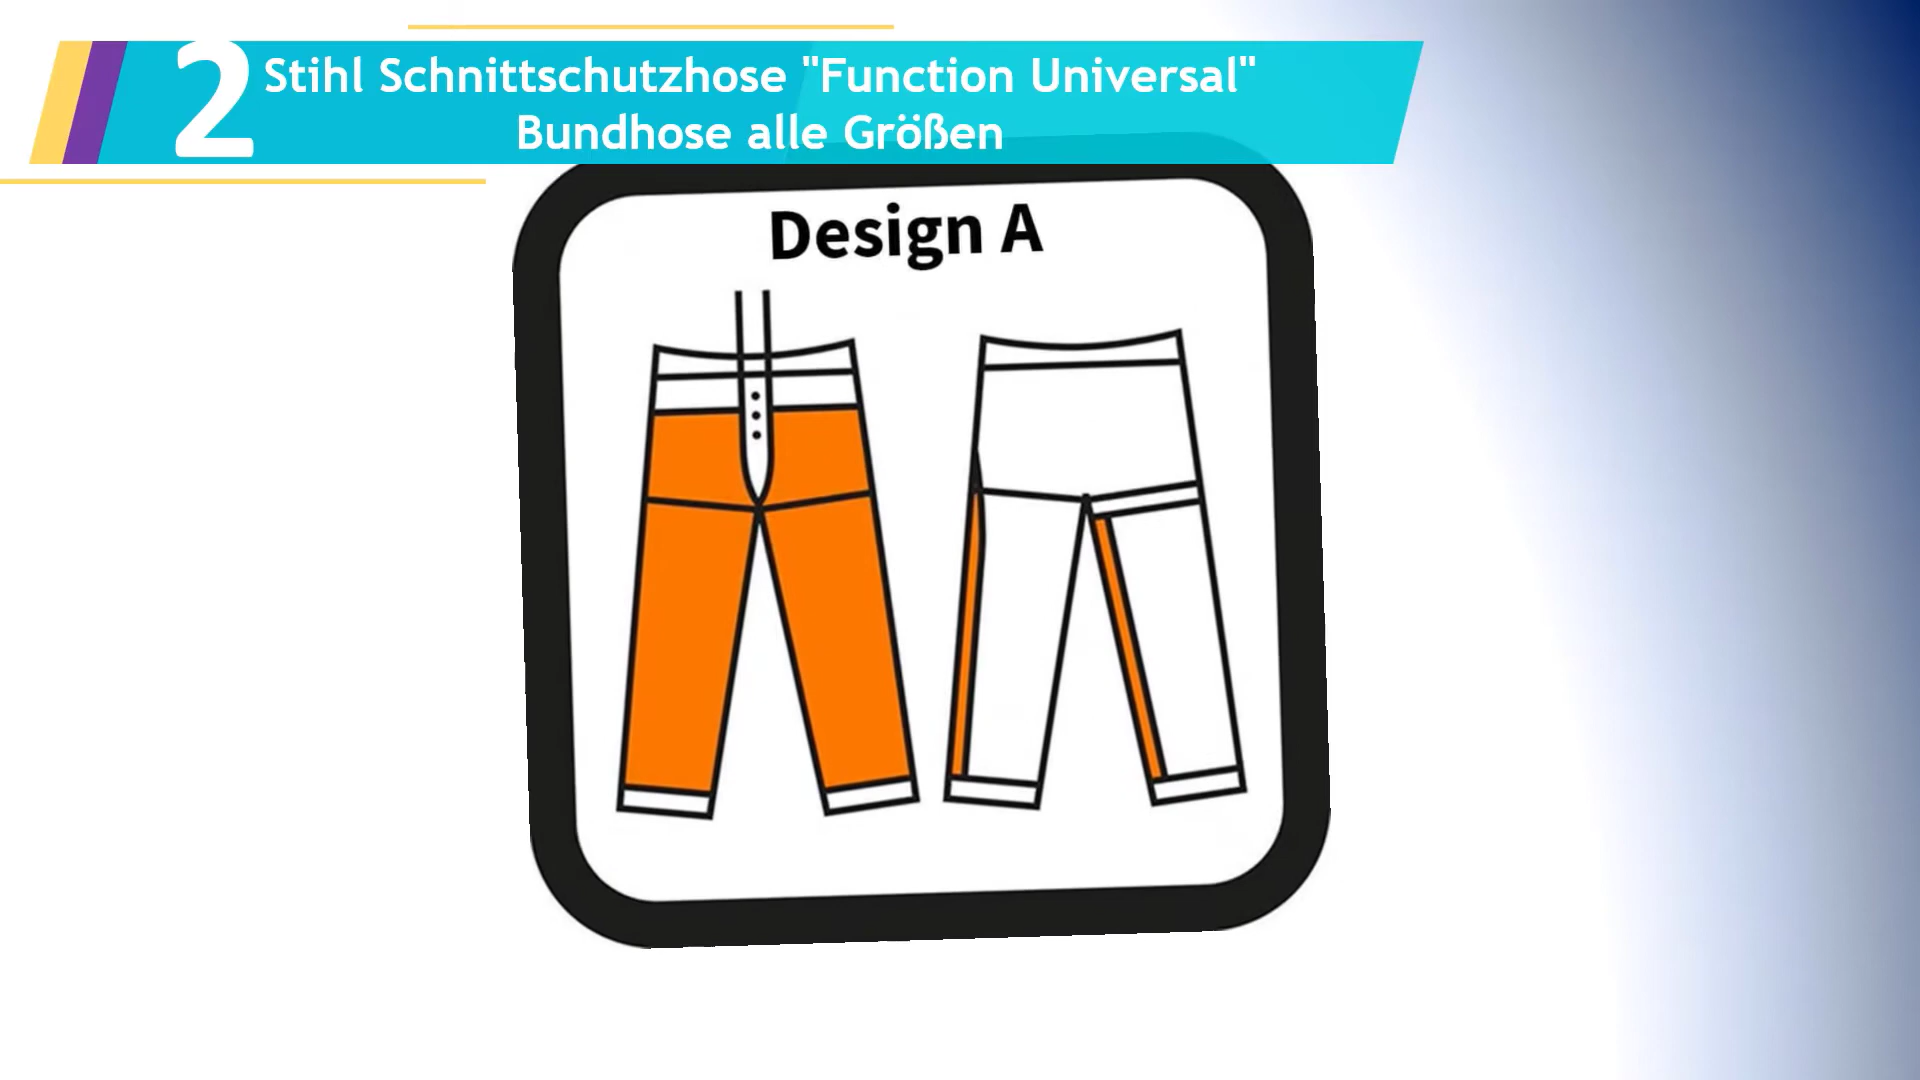 2
Stihl Schnittschutzhose "Function Universal"
Bundhose alle Größen
Design A